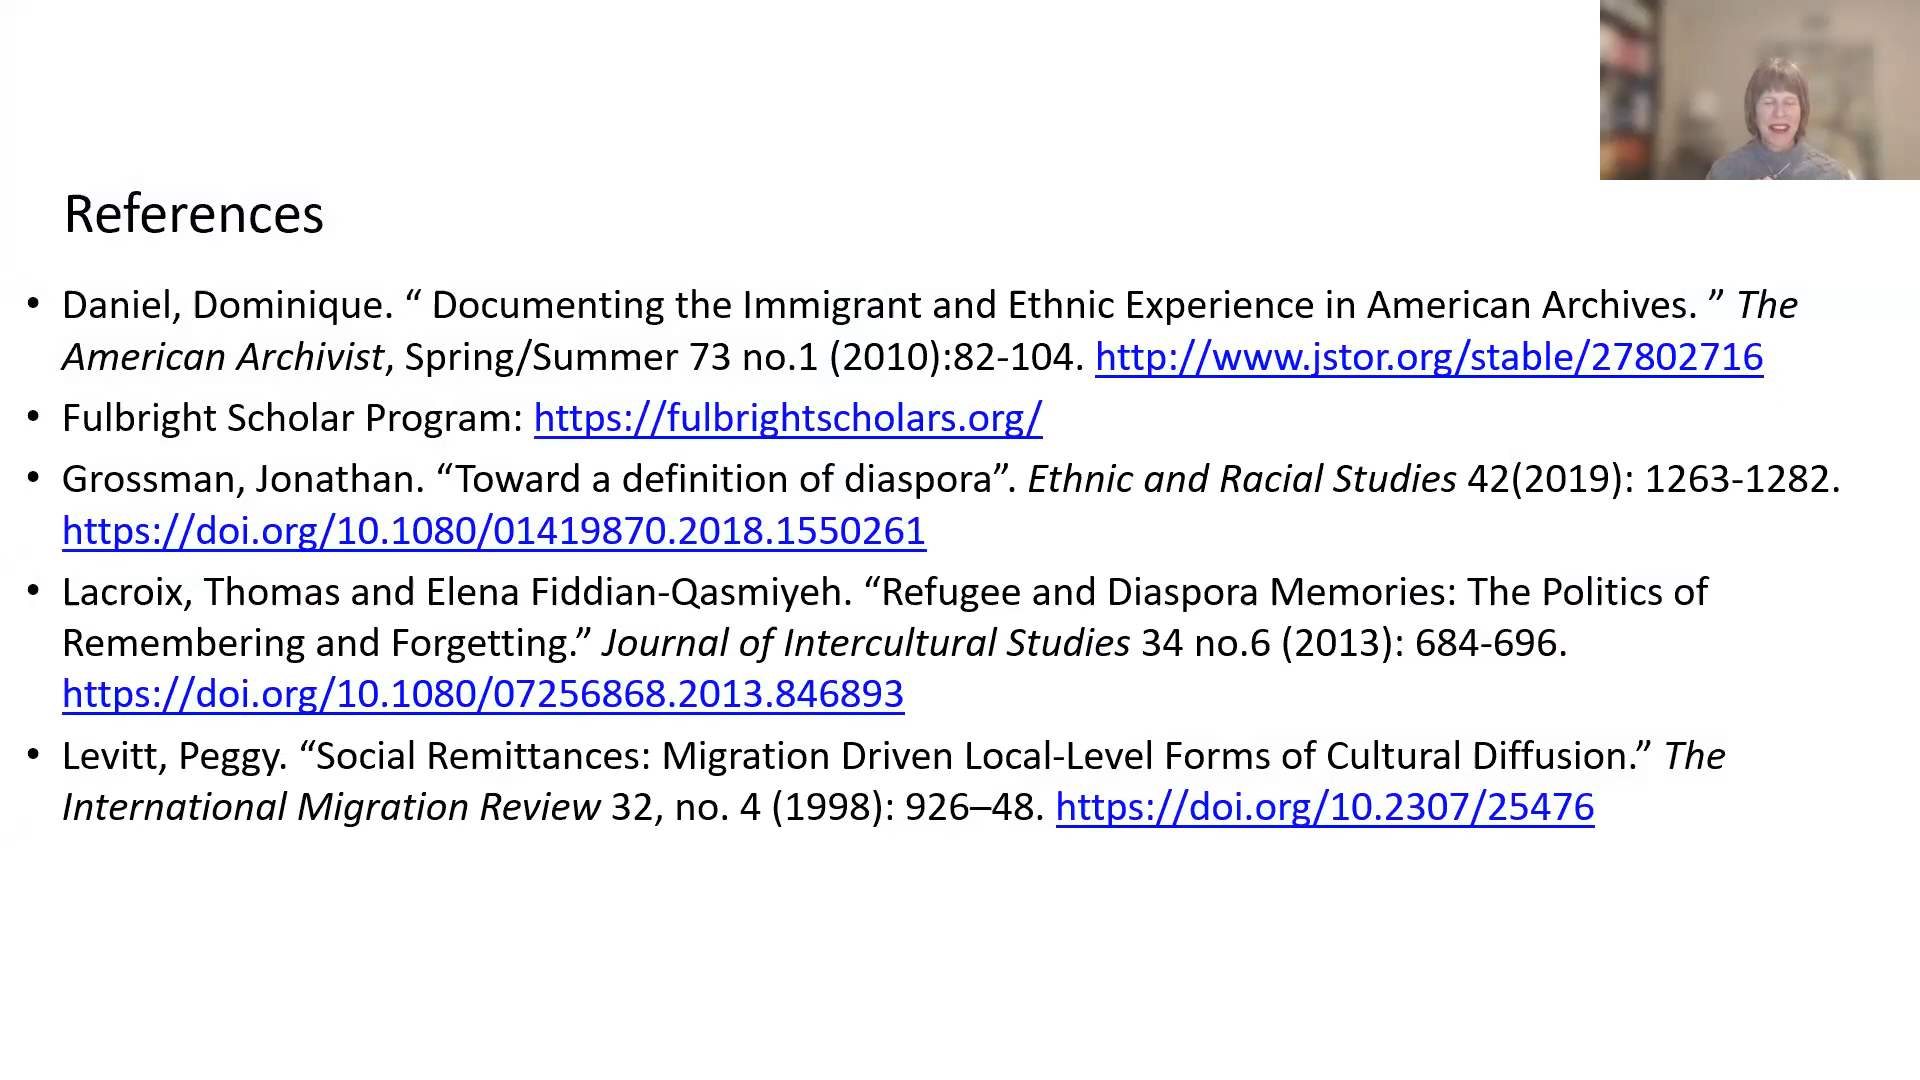 References
• Daniel, Dominique. “ Documenting the Immigrant and Ethnic Experience in American Archives. ” The
American Archivist, Spring/Summer 73 no.1 (2010):82-104. http://www.jstor.org/stable/27802716
• Fulbright Scholar Program: https://fulbrightscholars.org/
• Grossman, Jonathan. “Toward a definition of diaspora”. Ethnic and Racial Studies 42(2019): 1263-1282.
https://doi.org/10.1080/01419870.2018.1550261
• Lacroix, Thomas and Elena Fiddian-Qasmiyeh. “Refugee and Diaspora Memories: The Politics of
Remembering and Forgetting.” Journal of Intercultural Studies 34 no.6 (2013): 684-696.
https://doi.org/10.1080/07256868.2013.846893
• Levitt, Peggy. “Social Remittances: Migration Driven Local-Level Forms of Cultural Diffusion.” The
International Migration Review 32, no. 4 (1998): 926–48. https://doi.org/10.2307/25476